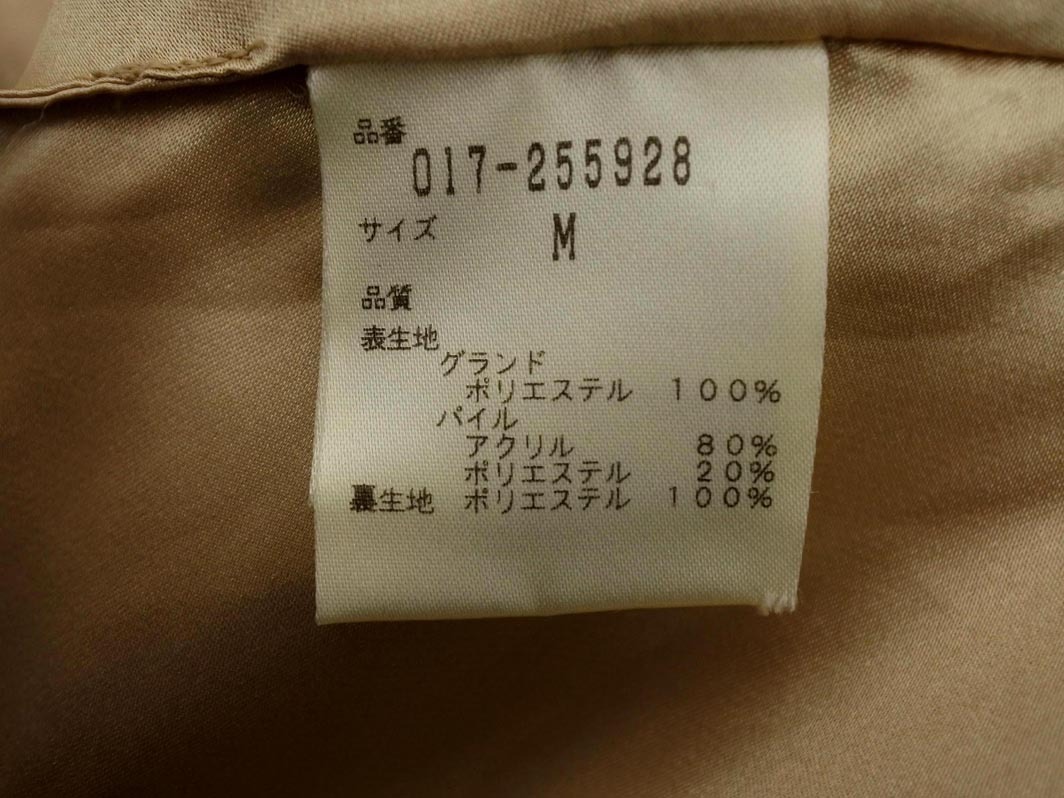 品番
017-255928
サイズ M
品質
表生地
グランド
ポリエステル 100%
パイル
アクリル 80%
ポリエステル 20%
裏生地 ポリエステル 100%